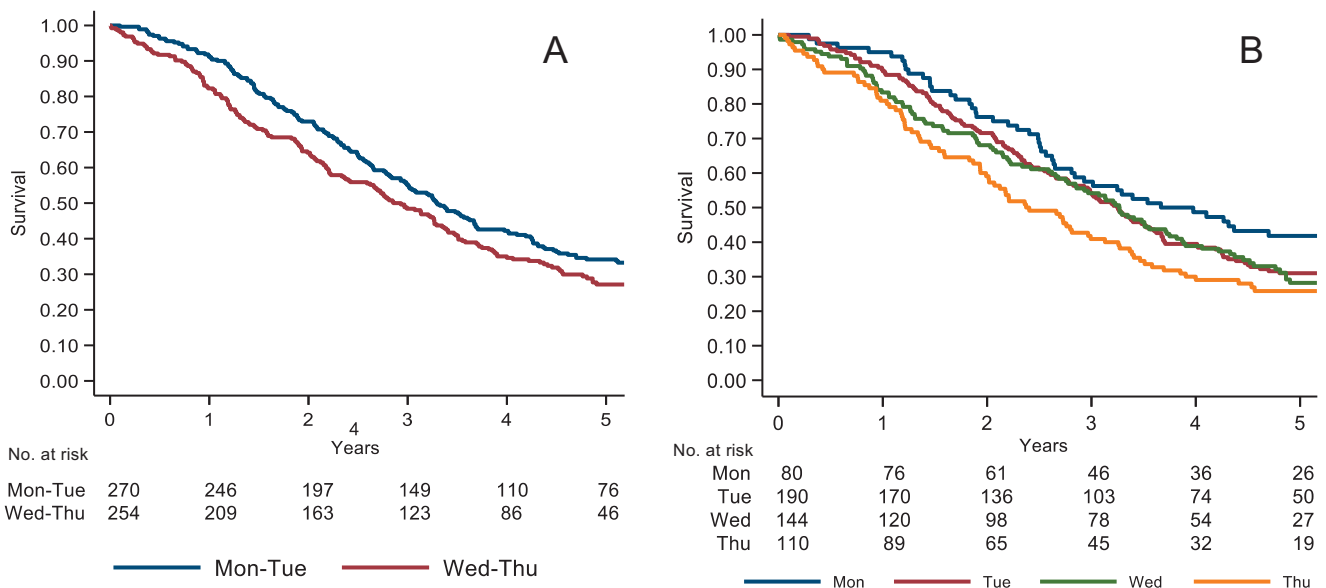 A
1.00
0.90
0.80
0.70
0.60
0.50
0.40
0.30
0.20
0.10
0.00
Survival
0 1 2 3 4 5
4
Years
No. at risk
Mon-Tue 270 246 197 149 110 76
Wed-Thu 254 209 163 123 86 46
Mon-Tue Wed-Thu
B
1.00
0.90
0.80
0.70
0.60
0.50
0.40
0.30
0.20
0.10
0.00
Survival
0 1 2 3 4 5
Years
No. at risk
Mon 80 76 61 46 36 26
Tue 190 170 136 103 74 50
Wed 144 120 98 78 54 27
Thu 110 89 65 45 32 19
Mon Tue Wed Thu